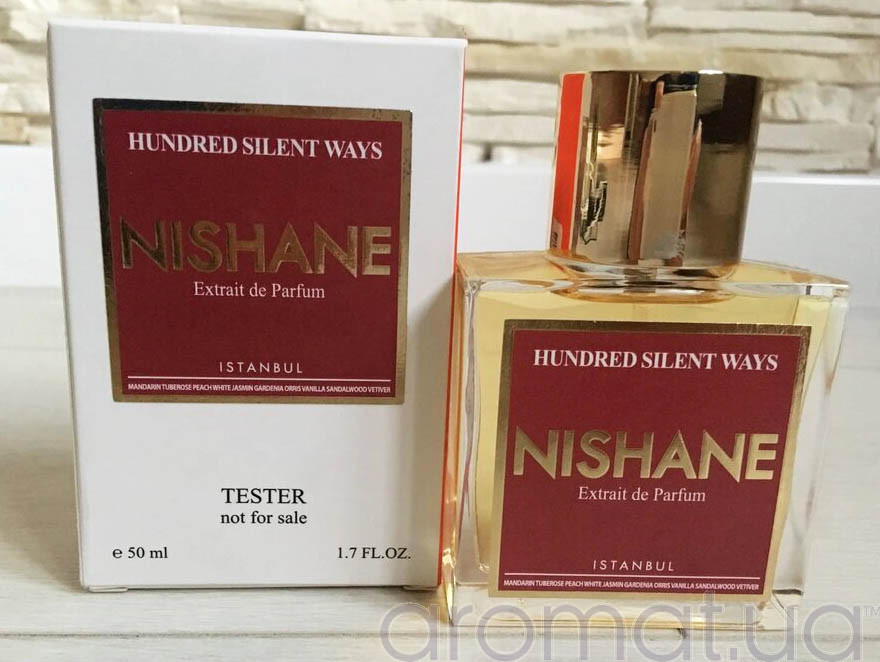 HUNDRED SILENT WAYS
NISHANE
Extrait de Parfum
ISTANBUL
MANDARIN TUBEROSE PEACH WHITE JASMIN GARDENIA ORRIS VANILLA SANDALWOOD VETIVER
TESTER
not for sale
e 50 ml 1.7 FL.OZ.
HUNDRED SILENT WAYS
NISHANE
Extrait de Parfum
ISTANBUL
MANDARIN TUBEROSE PEACH WHITE JASMIN GARDENIA ORRIS VANILLA SANDALWOOD VETIVER
aromat.ua™